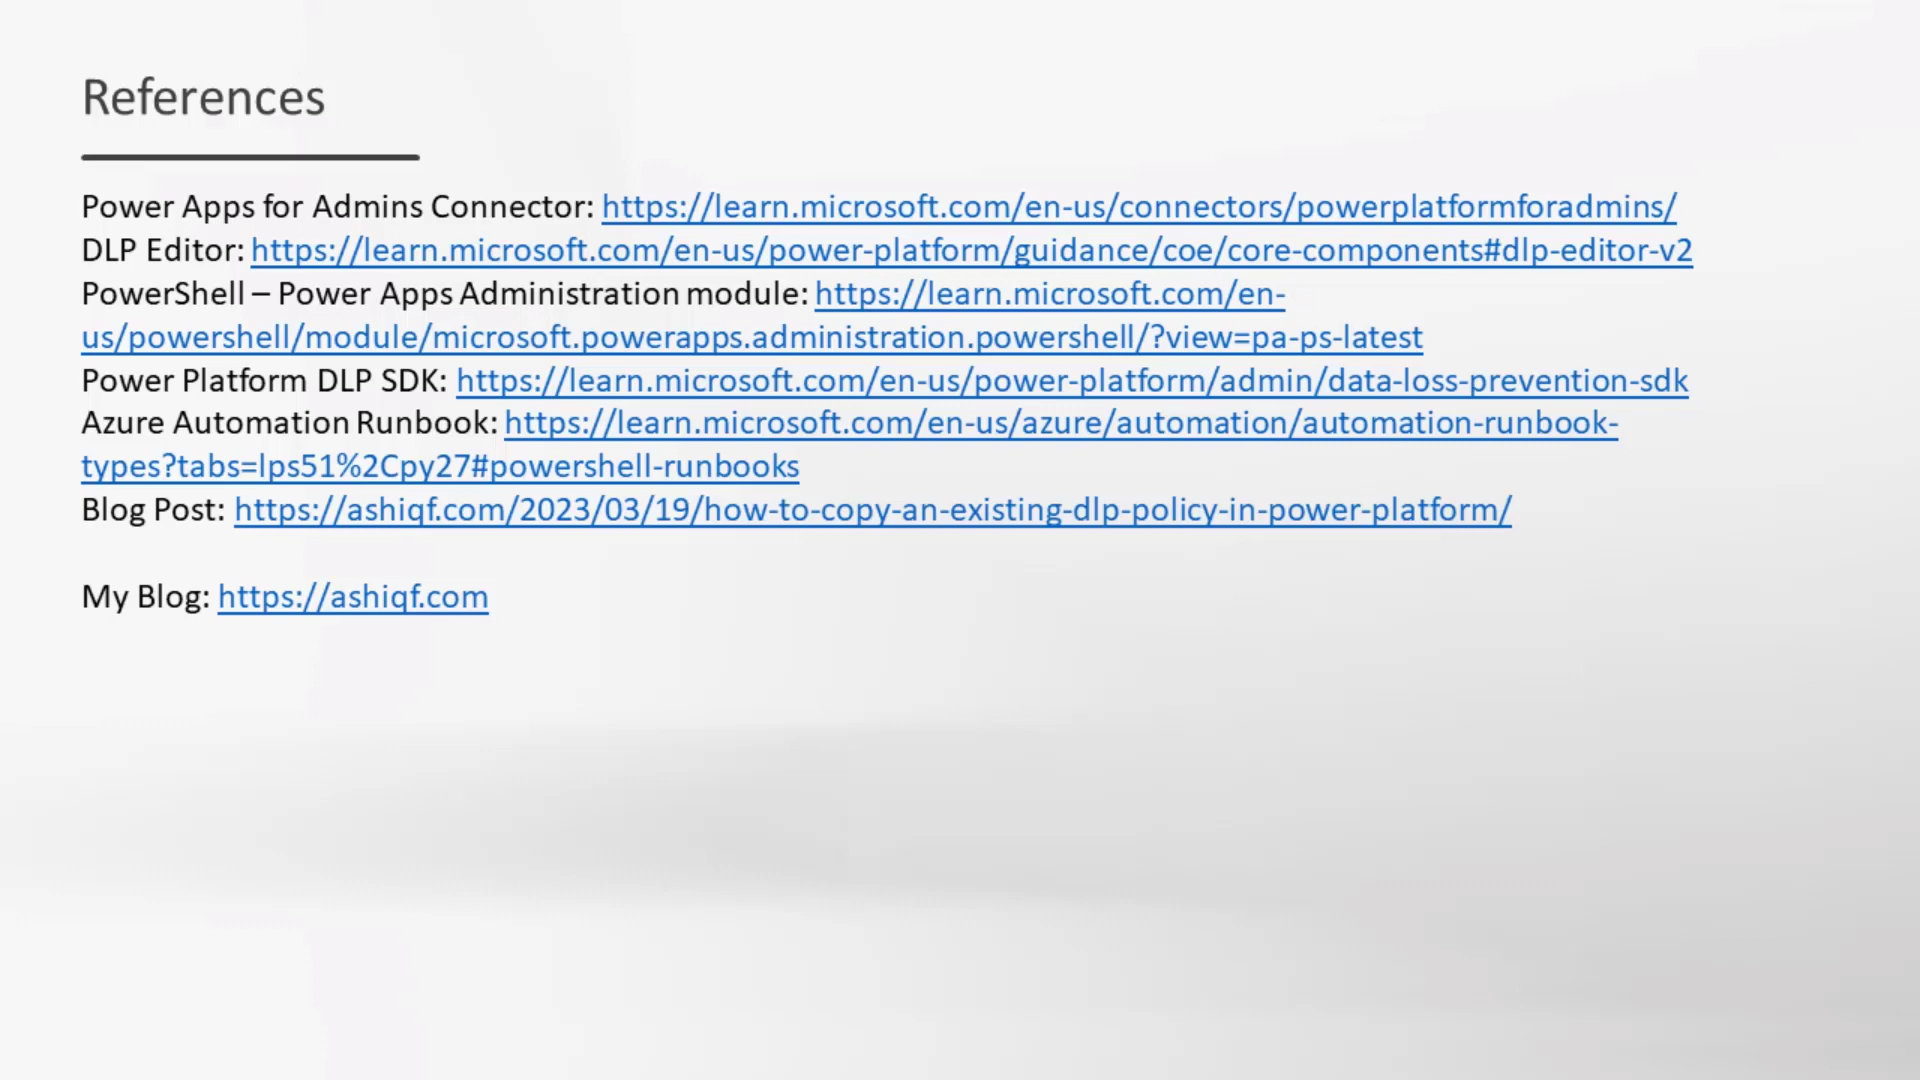 References
Power Apps for Admins Connector: https://learn.microsoft.com/en-us/connectors/powerplatformforadmins/
DLP Editor: https://learn.microsoft.com/en-us/power-platform/guidance/coe/core-components#dlp-editor-v2
PowerShell – Power Apps Administration module: https://learn.microsoft.com/en-
us/powershell/module/microsoft.powerapps.administration.powershell/?view=pa-ps-latest
Power Platform DLP SDK: https://learn.microsoft.com/en-us/power-platform/admin/data-loss-prevention-sdk
Azure Automation Runbook: https://learn.microsoft.com/en-us/azure/automation/automation-runbook-
types?tabs=lps51%2Cpy27#powershell-runbooks
Blog Post: https://ashiqf.com/2023/03/19/how-to-copy-an-existing-dlp-policy-in-power-platform/
My Blog: https://ashiqf.com